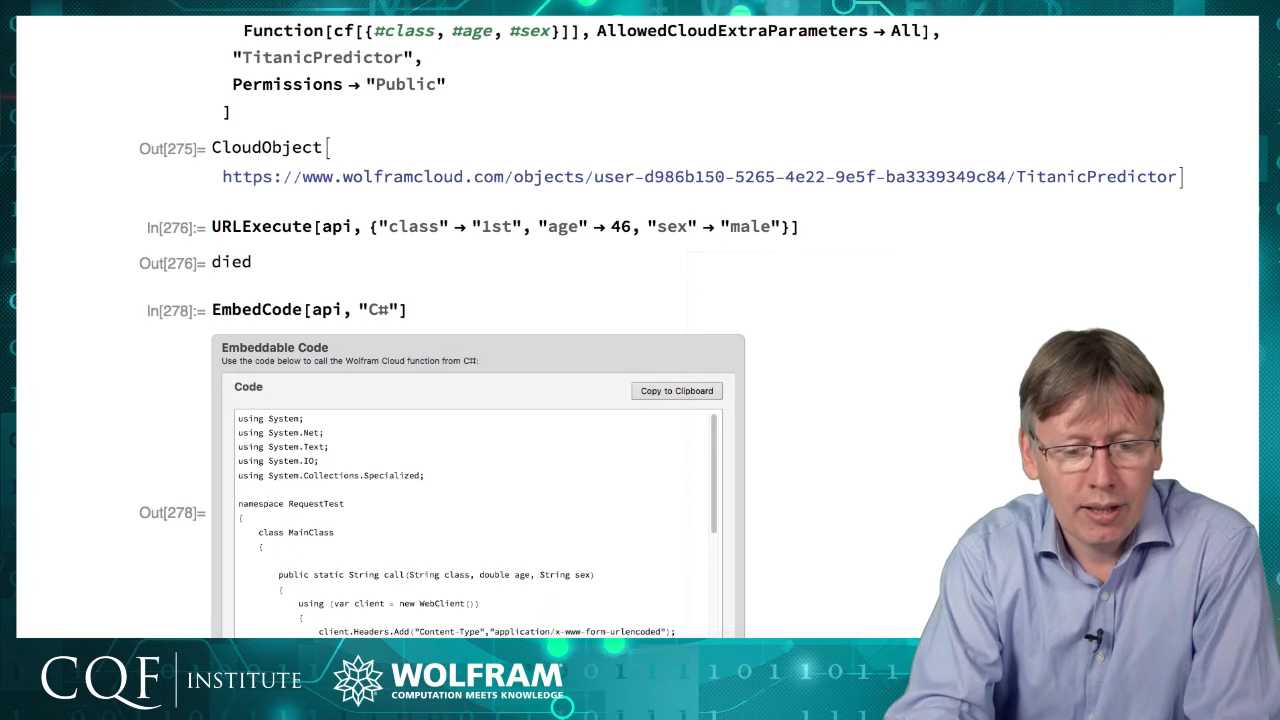 Function[cf[{#class, #age, #sex}]], AllowedCloudExtraParameters → All],
"TitanicPredictor",
Permissions → "Public"
]
Out[275]= CloudObject[
https://www.wolframcloud.com/objects/user-d986b150-5265-4e22-9e5f-ba3339349c84/TitanicPredictor]
In[276]:= URLExecute[api, {"class" → "1st", "age" → 46, "sex" → "male"}]
Out[276]= died
In[278]:= EmbedCode[api, "C#"]
Embeddable Code
Use the code below to call the Wolfram Cloud function from C#:
Code
Copy to Clipboard
using System;
using System.Net;
using System.Text;
using System.IO;
using System.Collections.Specialized;
namespace RequestTest
{
Out[278]=
class MainClass
{
public static String call(String class, double age, String sex)
{
using (var client = new WebClient())
{
client.Headers.Add("Content-Type","application/x-www-form-urlencoded");
CQF INSTITUTE
WOLFRAM
COMPUTATION MEETS KNOWLEDGE